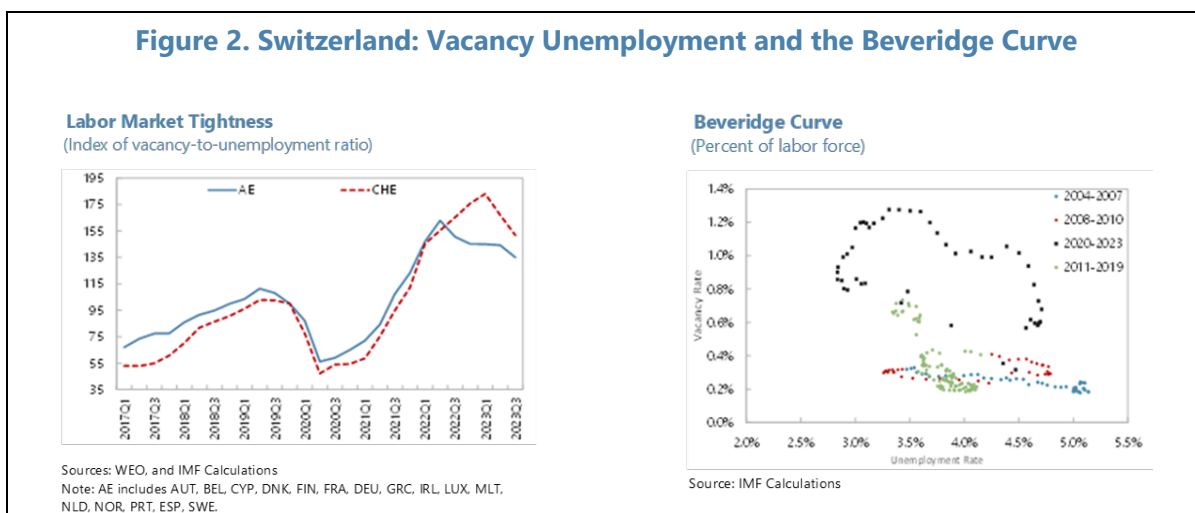 Figure 2. Switzerland: Vacancy Unemployment and the Beveridge Curve
Labor Market Tightness
(Index of vacancy-to-unemployment ratio)
195
175
155
135
115
95
75
55
35
AE
CHE
2017Q1
2017Q3
2018Q1
2018Q3
2019Q1
2019Q3
2020Q1
2020Q3
2021Q1
2021Q3
2022Q1
2022Q3
2023Q1
2023Q3
Sources: WEO, and IMF Calculations
Note: AE includes AUT, BEL, CYP, DNK, FIN, FRA, DEU, GRC, IRL, LUX, MLT,
NLD, NOR, PRT, ESP, SWE.
Beveridge Curve
(Percent of labor force)
1.4%
1.2%
1.0%
0.8%
0.6%
0.4%
0.2%
0.0%
Vacancy Rate
2004-2007
2008-2010
2020-2023
2011-2019
2.0% 2.5% 3.0% 3.5% 4.0% 4.5% 5.0% 5.5%
Unemployment Rate
Source: IMF Calculations